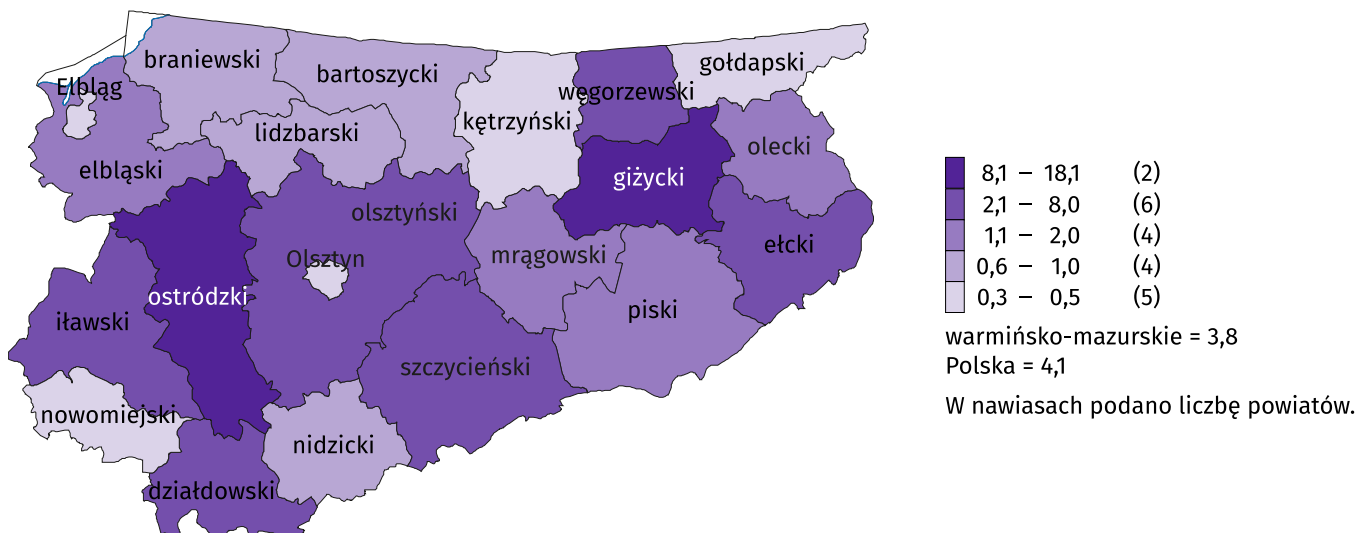 braniewski
bartoszycki
gołdapski
Elbląg
węgorzewski
kętrzyński
lidzbarski
olecki
elbląski
giżycki
olsztyński
ełcki
mrągowski
Olsztyn
ostródzki
piski
iławski
szczycieński
nowomiejski
nidzicki
działdowski
8,1 – 18,1 (2)
2,1 – 8,0 (6)
1,1 – 2,0 (4)
0,6 – 1,0 (4)
0,3 – 0,5 (5)
warmińsko-mazurskie = 3,8
Polska = 4,1
W nawiasach podano liczbę powiatów.